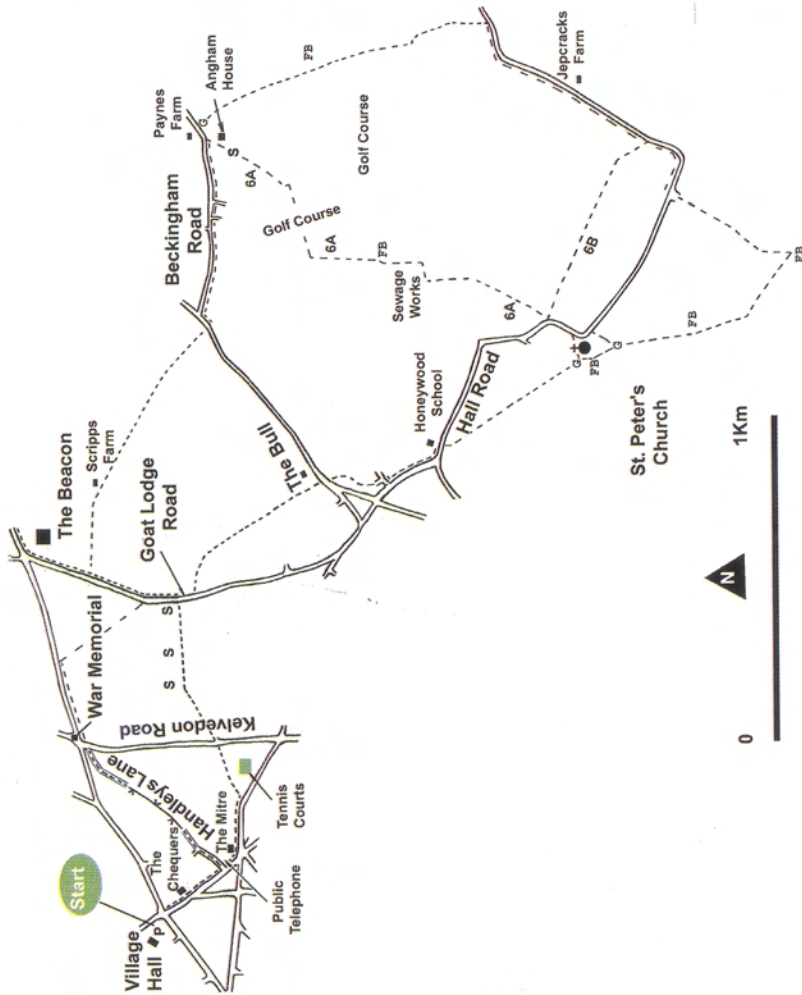 Village
Hall
P
Start
The
Chequers
Public
Telephone
The Mitre
Handleys Lane
Tennis
Courts
Kelvedon Road
War Memorial
S
S
S
Goat Lodge
Road
The Beacon
Scripps
Farm
The Bull
Honeywood
School
Hall Road
Beckingham
Road
Paynes
Farm
G
Angham
House
S
6A
Golf Course
6A
FB
Sewage
Works
6A
Golf Course
FB
Jepcracks
Farm
6B
G
FB
G
St. Peter's
Church
FB
FB
N
0
1Km